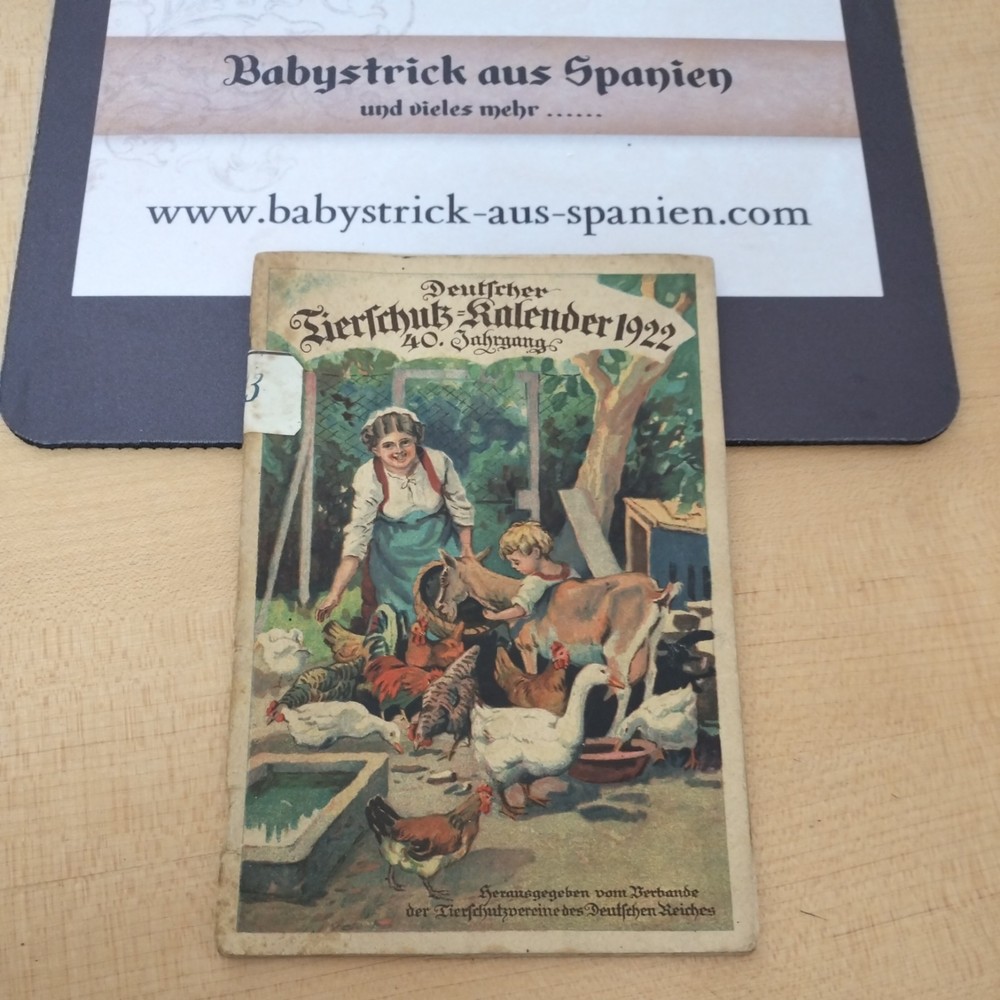 Babystrick aus Spanien
und vieles mehr ......
www.babystrick-aus-spanien.com
Deutscher
Tierschutz-Kalender 1922
40. Jahrgang
3
Herausgegeben vom Verbande
der Tierschutzvereine des Deutschen Reiches